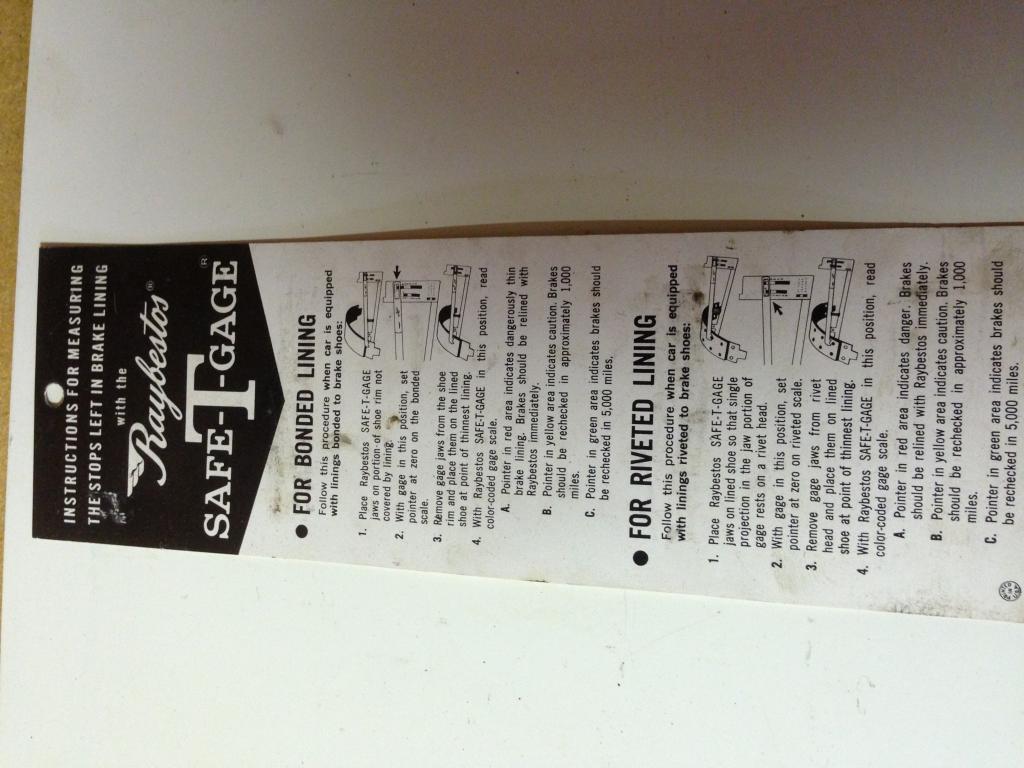 INSTRUCTIONS FOR MEASURING
THE STOPS LEFT IN BRAKE LINING
with the
Raybestos®
SAFE-T-GAGE ®
● FOR BONDED LINING
Follow this procedure when car is equipped
with linings bonded to brake shoes:
1. Place Raybestos SAFE-T-GAGE
jaws on portion of shoe rim not
covered by lining.
2. With gage in this position, set
pointer at zero on the bonded
scale.
3. Remove gage jaws from the shoe
rim and place them on the lined
shoe at point of thinnest lining.
4. With Raybestos SAFE-T-GAGE in this position, read
color-coded gage scale.
A. Pointer in red area indicates dangerously thin
brake lining. Brakes should be relined with
Raybestos immediately.
B. Pointer in yellow area indicates caution. Brakes
should be rechecked in approximately 1,000
miles.
C. Pointer in green area indicates brakes should
be rechecked in 5,000 miles.
● FOR RIVETED LINING
Follow this procedure when car is equipped
with linings riveted to brake shoes:
1. Place Raybestos SAFE-T-GAGE
jaws on lined shoe so that single
projection in the jaw portion of
gage rests on a rivet head.
2. With gage in this position, set
pointer at zero on riveted scale.
3. Remove gage jaws from rivet
head and place them on lined
shoe at point of thinnest lining.
4. With Raybestos SAFE-T-GAGE in this position, read
color-coded gage scale.
A. Pointer in red area indicates danger. Brakes
should be relined with Raybestos immediately.
B. Pointer in yellow area indicates caution. Brakes
should be rechecked in approximately 1,000
miles.
C. Pointer in green area indicates brakes should
be rechecked in 5,000 miles.